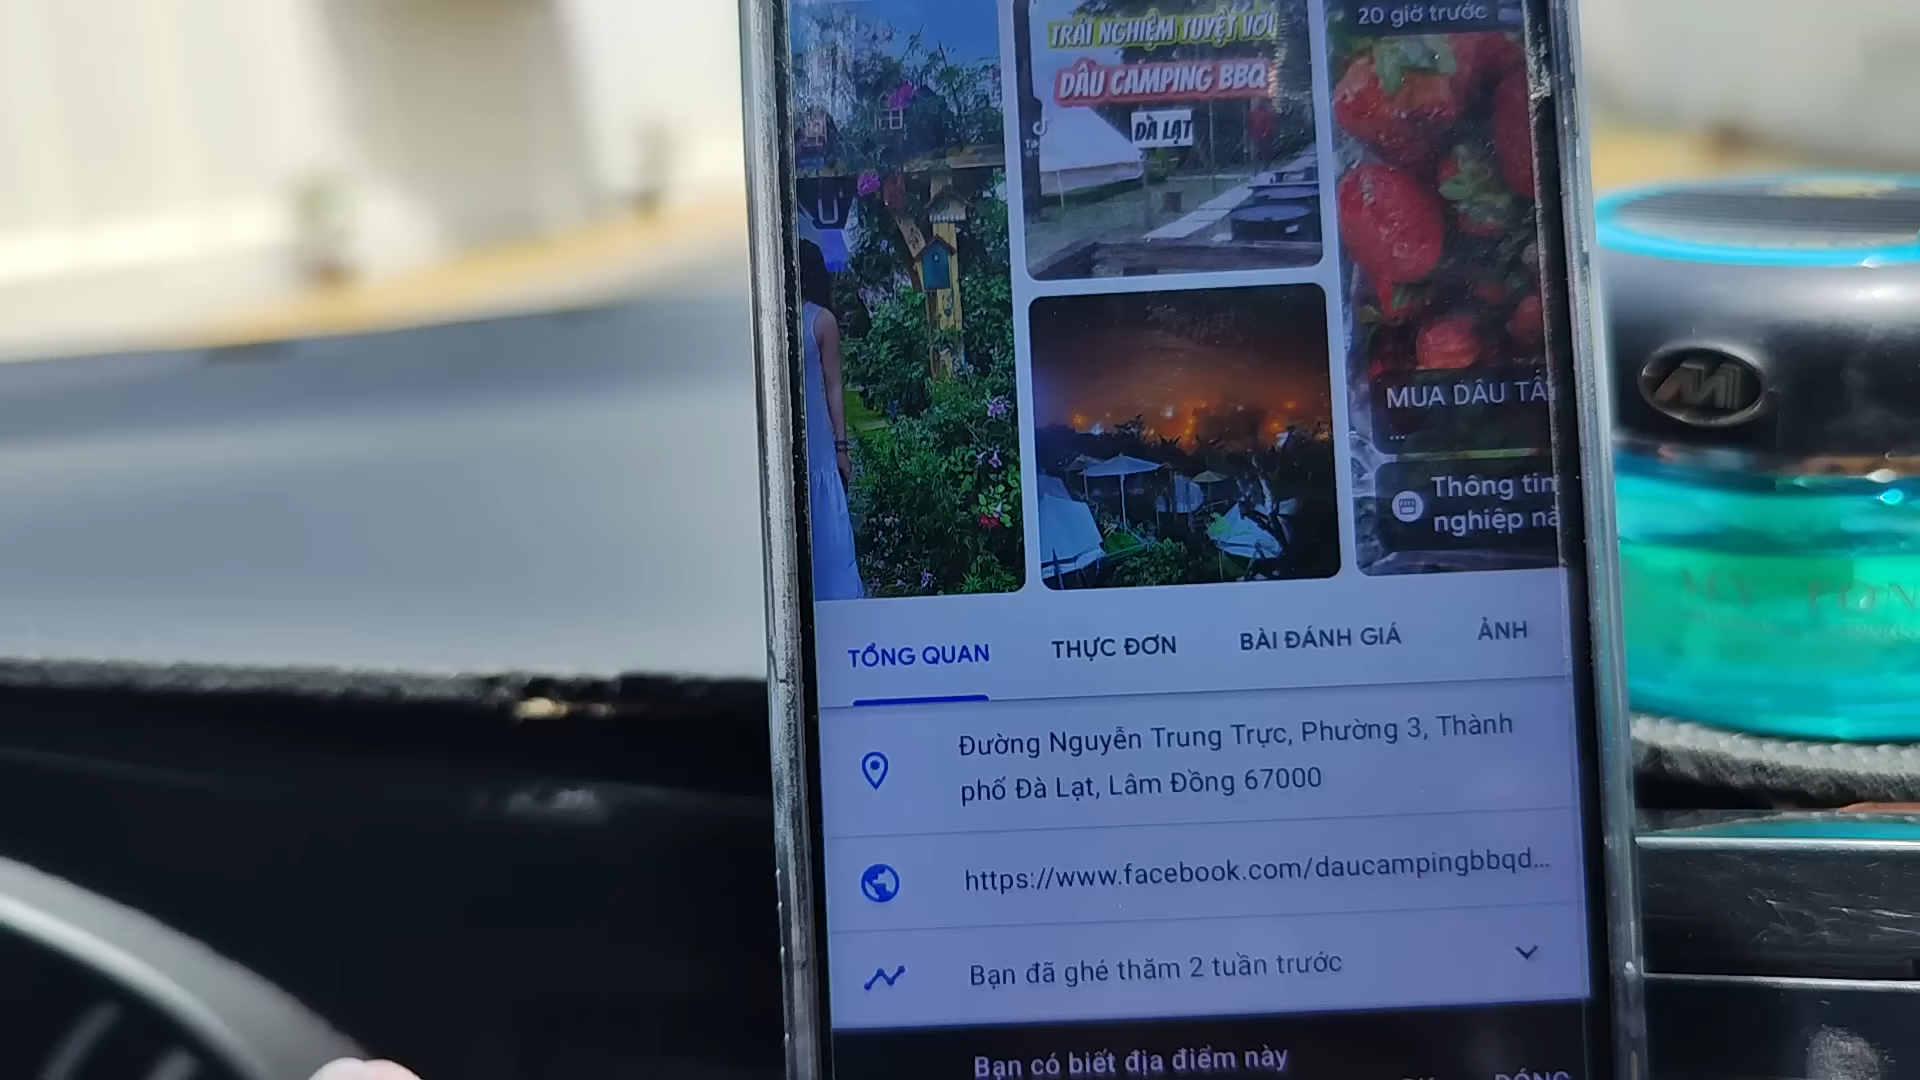 TRẢI NGHIỆM TUYỆT VỜI
DÂU CAMPING BBQ
ĐÀ LẠT
20 giờ trước
MUA DÂU TÂ
...
Thông tin
nghiệp nà
TỔNG QUAN
THỰC ĐƠN
BÀI ĐÁNH GIÁ
ẢNH
Đường Nguyễn Trung Trực, Phường 3, Thành
phố Đà Lạt, Lâm Đồng 67000
https://www.facebook.com/daucampingbbqd...
Bạn đã ghé thăm 2 tuần trước
Bạn có biết địa điểm này